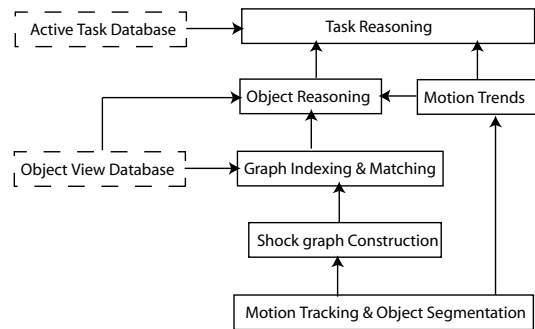 Active Task Database
Task Reasoning
Object Reasoning
Motion Trends
Object View Database
Graph Indexing & Matching
Shock graph Construction
Motion Tracking & Object Segmentation